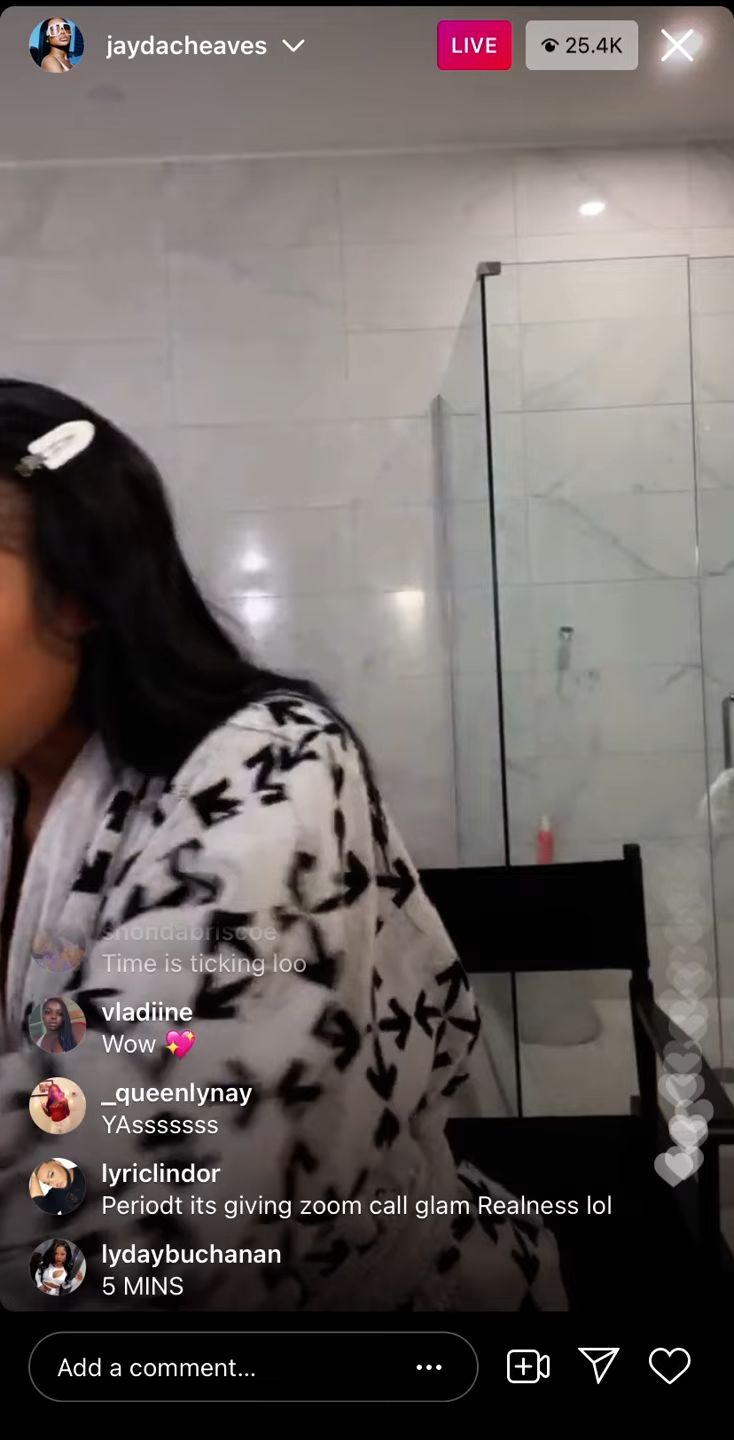 jaydacheaves
LIVE
25.4K
shondabriscoe
Time is ticking loo
vladiine
Wow 💖
_queenlynay
YAsssssss
lyriclindor
Periodt its giving zoom call glam Realness lol
lydaybuchanan
5 MINS
Add a comment...